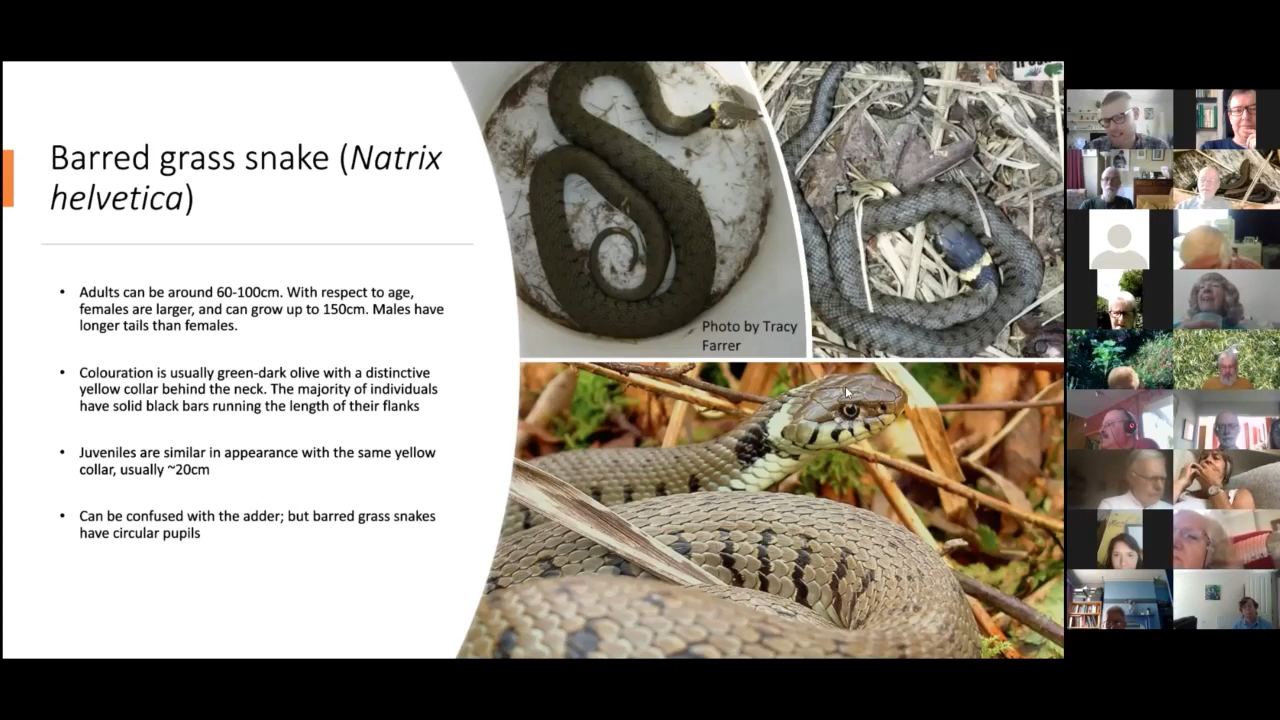 Barred grass snake (Natrix
helvetica)
• Adults can be around 60-100cm. With respect to age,
females are larger, and can grow up to 150cm. Males have
longer tails than females.
• Colouration is usually green-dark olive with a distinctive
yellow collar behind the neck. The majority of individuals
have solid black bars running the length of their flanks
• Juveniles are similar in appearance with the same yellow
collar, usually ~20cm
• Can be confused with the adder; but barred grass snakes
have circular pupils
Photo by Tracy
Farrer